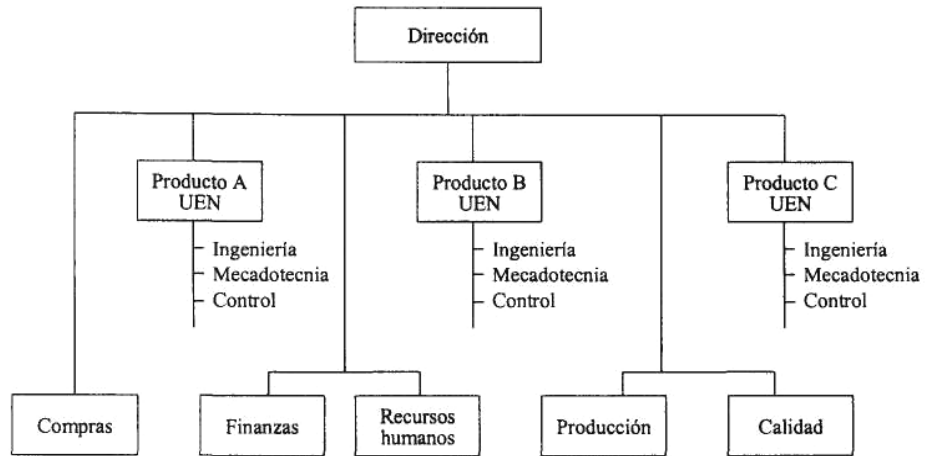 Dirección
Producto A
UEN
Ingeniería
Mecadotecnia
Control
Producto B
UEN
Ingeniería
Mecadotecnia
Control
Producto C
UEN
Ingeniería
Mecadotecnia
Control
Compras
Finanzas
Recursos
humanos
Producción
Calidad